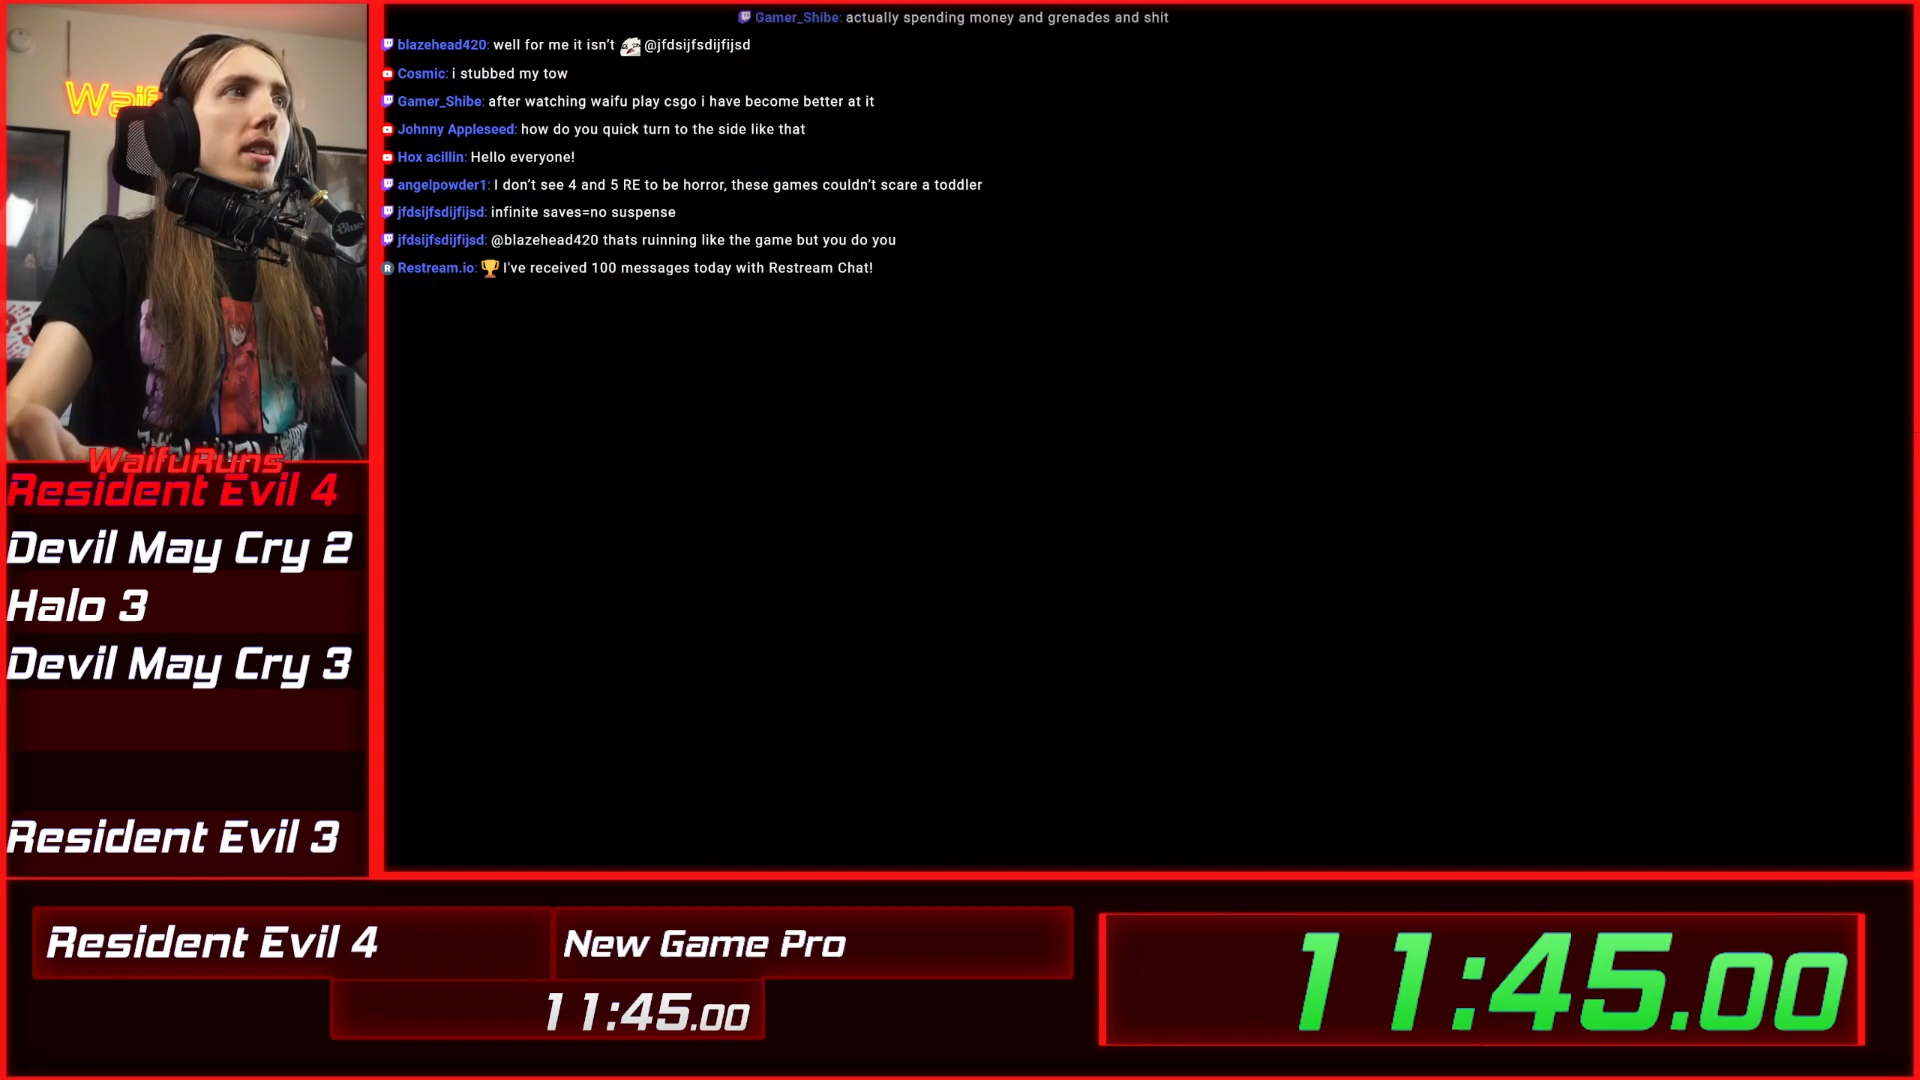 Gamer_Shibe: actually spending money and grenades and shit
blazehead420: well for me it isn't @jfdsijfsdijfijsd
Cosmic: i stubbed my tow
Gamer_Shibe: after watching waifu play csgo i have become better at it
Johnny Appleseed: how do you quick turn to the side like that
Hox acillin: Hello everyone!
angelpowder1: I don't see 4 and 5 RE to be horror, these games couldn't scare a toddler
jfdsijfsdijfijsd: infinite saves=no suspense
jfdsijfsdijfijsd: @blazehead420 thats ruinning like the game but you do you
R Restream.io: I've received 100 messages today with Restream Chat!
Waif
Blue
WaifuRuns
Resident Evil 4
Devil May Cry 2
Halo 3
Devil May Cry 3
Resident Evil 3
Resident Evil 4
New Game Pro
11:45.00
11:45.00